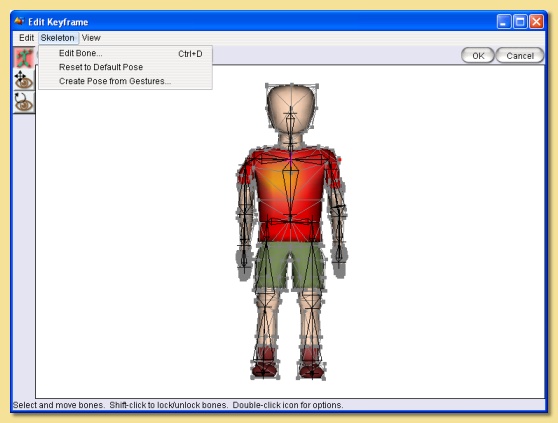 Edit Keyframe
Edit Skeleton View
Edit Bone... Ctrl+D
Reset to Default Pose
Create Pose from Gestures...
OK Cancel
Select and move bones. Shift-click to lock/unlock bones. Double-click icon for options.